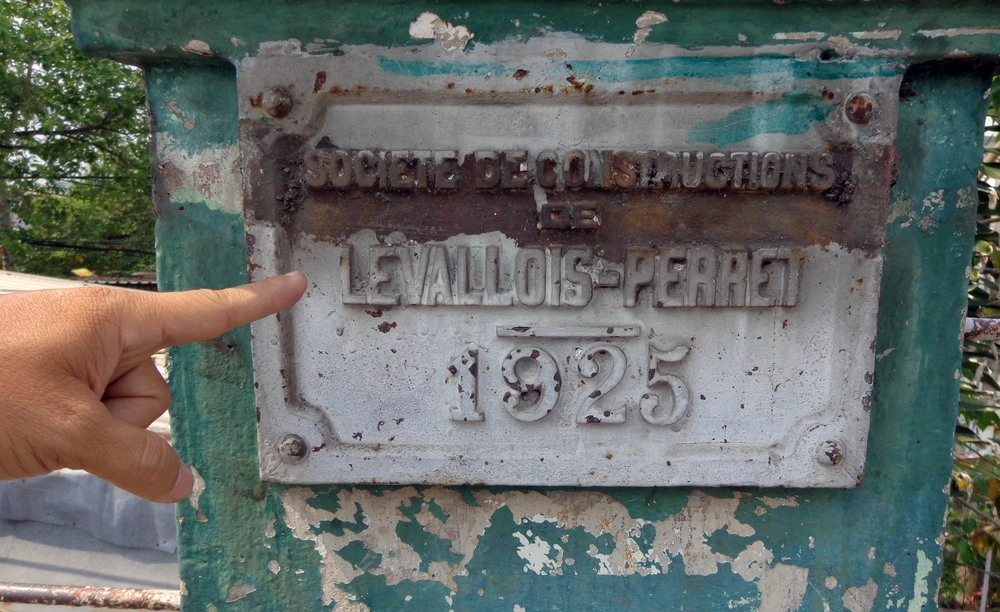 SOCIETE DE CONSTRUCTIONS
DE
LEVALLOIS-PERRET
1925